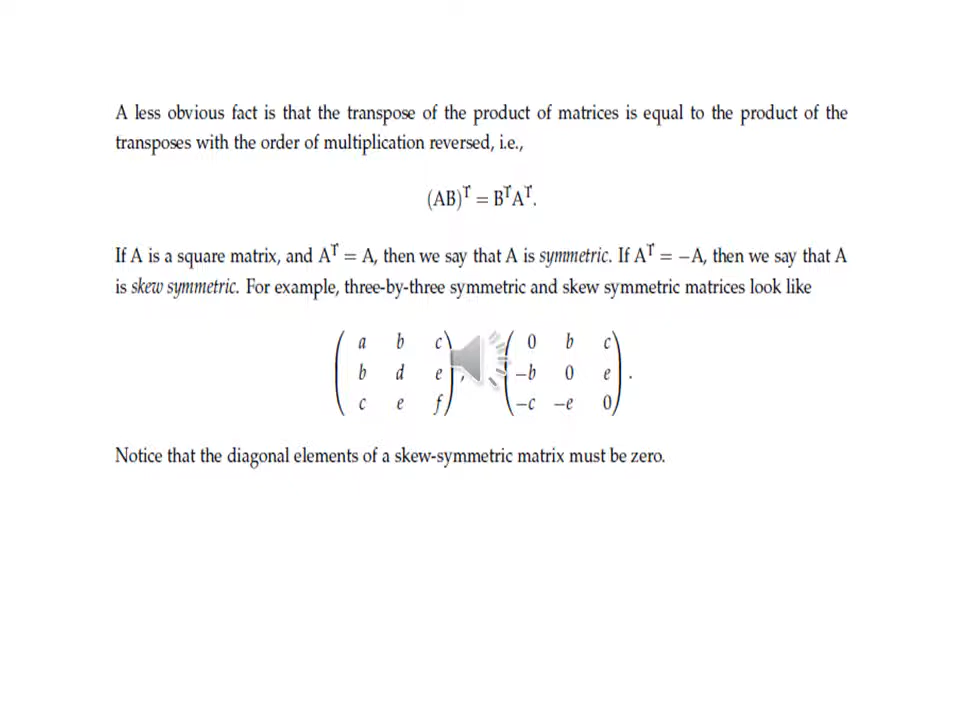 A less obvious fact is that the transpose of the product of matrices is equal to the product of the
transposes with the order of multiplication reversed, i.e.,
(AB)ᵀ = BᵀAᵀ.
If A is a square matrix, and Aᵀ = A, then we say that A is symmetric. If Aᵀ = −A, then we say that A
is skew symmetric. For example, three-by-three symmetric and skew symmetric matrices look like
( a b c ) ( 0 b c )
( b d e ) , ( −b 0 e ) .
( c e f ) ( −c −e 0 )
Notice that the diagonal elements of a skew-symmetric matrix must be zero.